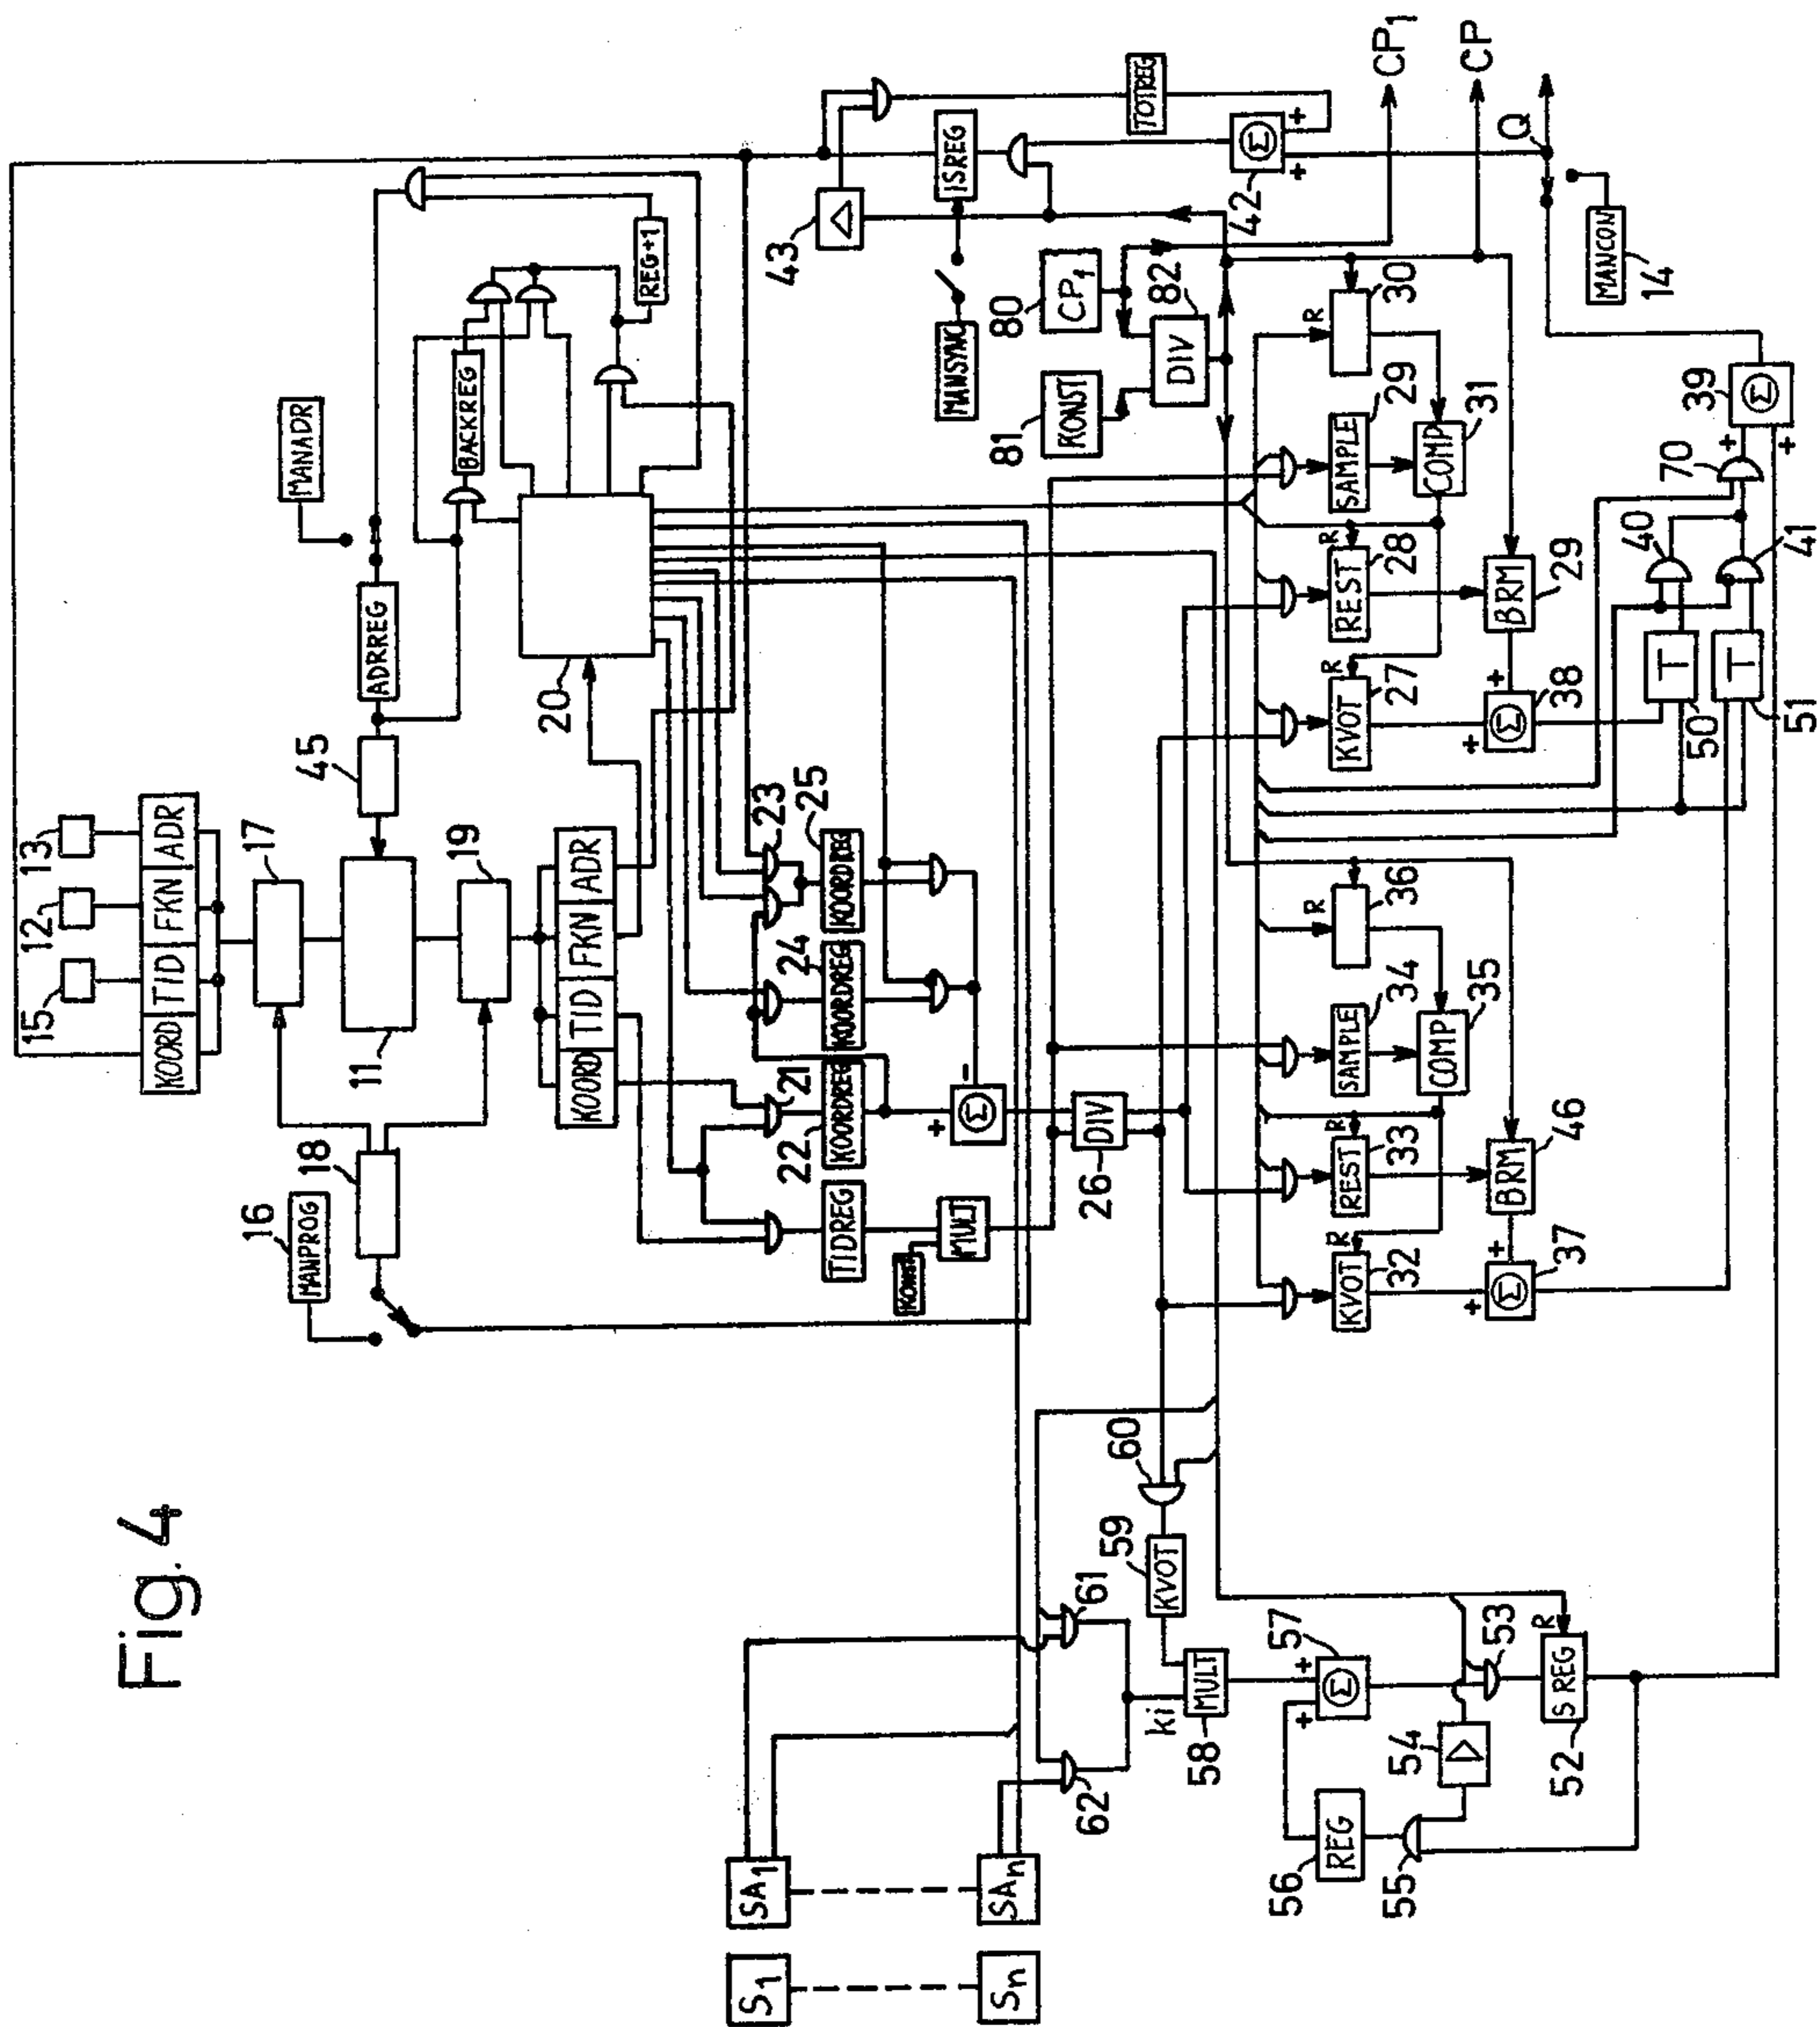 Fig. 4
13
12
15
KOORD TID FKN ADR
17
11
19
18
16
MANPROG
45
ADRREG
MANADR
BACKREG
REG+1
20
KOORD TID FKN ADR
21
22
KOORDREG
24
KOORDREG
23
25
KOORDREG
TIDREG
KONST
MULT
+
Σ
-
DIV
26
43
Δ
ISREG
MANSYNC
TOTREG
Σ
+
+
42
80
CP1
81
KONST
DIV
82
CP1
CP
Q
MANCON
14
R
30
SAMPLE
29
COMP
31
R
REST
28
R
KVOT
27
BRM
29
+
Σ
+
38
R
36
SAMPLE
34
COMP
35
R
REST
33
R
KVOT
32
BRM
46
+
Σ
+
37
T
50
T
51
40
41
70
+
Σ
+
39
60
59
KVOT
61
62
ki
MULT
58
57
+
Σ
+
53
R
S REG
52
54
Δ
55
56
REG
SA1
SAn
S1
Sn